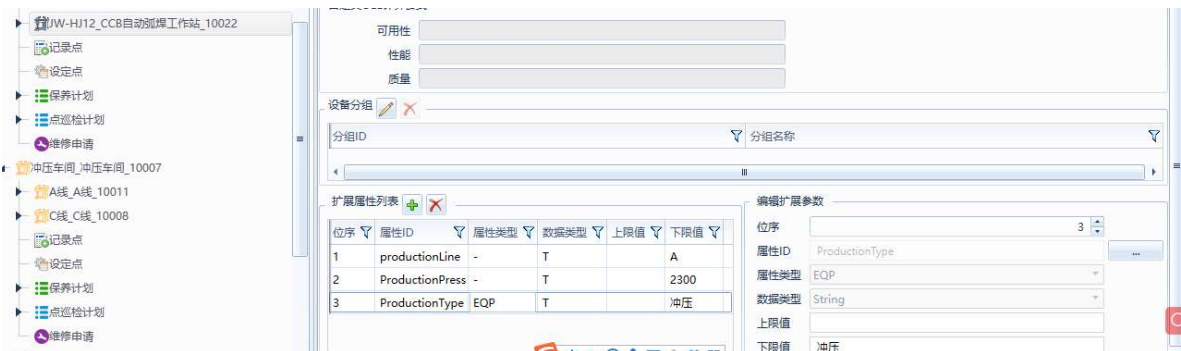 JW-HJ12_CCB自动弧焊工作站_10022
记录点
设定点
保养计划
点巡检计划
维修申请
冲压车间_冲压车间_10007
A线_A线_10011
C线_C线_10008
记录点
设定点
保养计划
点巡检计划
维修申请
可用性
性能
质量
设备分组
分组ID 分组名称
扩展属性列表
位序 属性ID 属性类型 数据类型 上限值 下限值
1 productionLine - T A
2 ProductionPress - T 2300
3 ProductionType EQP T 冲压
编辑扩展参数
位序 3
属性ID ProductionType ...
属性类型 EQP
数据类型 String
上限值
下限值 冲压